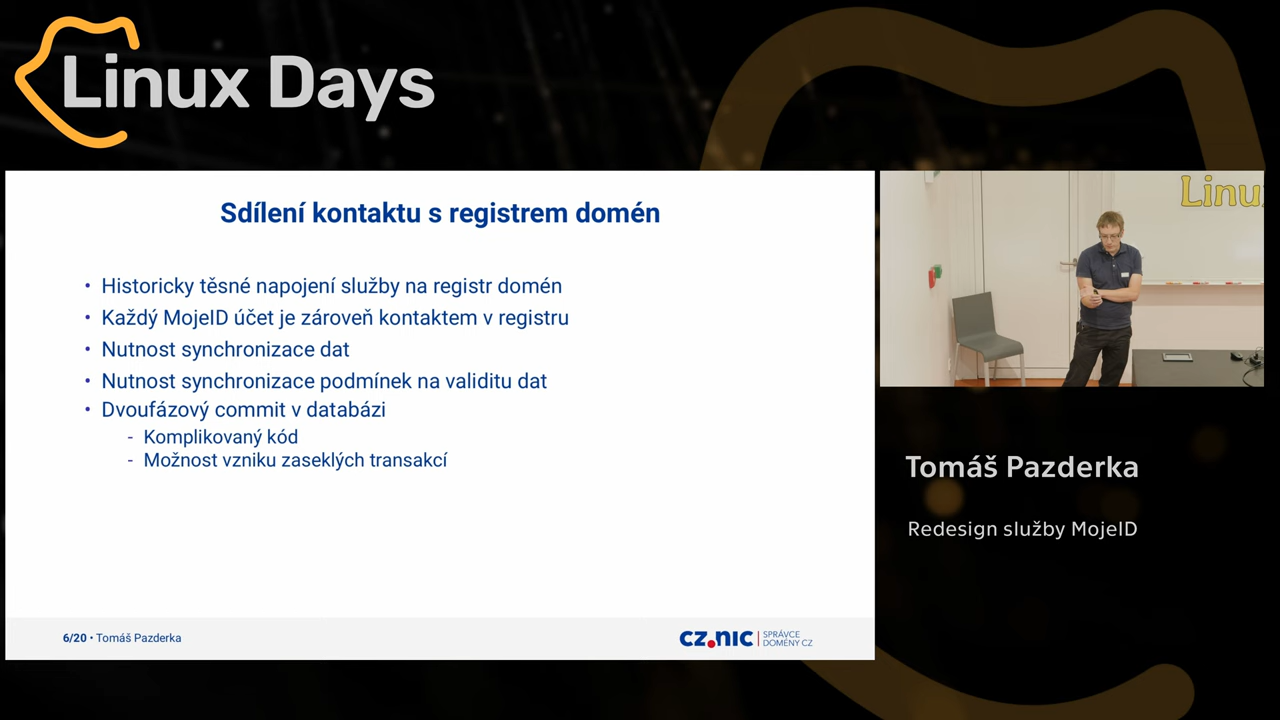 Linux Days
Sdílení kontaktu s registrem domén
• Historicky těsné napojení služby na registr domén
• Každý MojeID účet je zároveň kontaktem v registru
• Nutnost synchronizace dat
• Nutnost synchronizace podmínek na validitu dat
• Dvoufázový commit v databázi
- Komplikovaný kód
- Možnost vzniku zaseklých transakcí
6/20 • Tomáš Pazderka
CZ.NIC | SPRÁVCE
DOMÉNY CZ
Linu
Tomáš Pazderka
Redesign služby MojeID